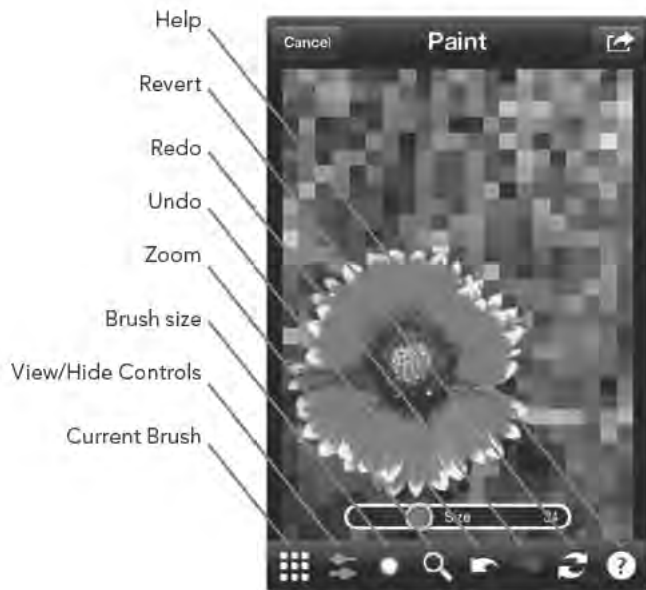 Help
Revert
Redo
Undo
Zoom
Brush size
View/Hide Controls
Current Brush
Cancel
Paint
Size
34
?